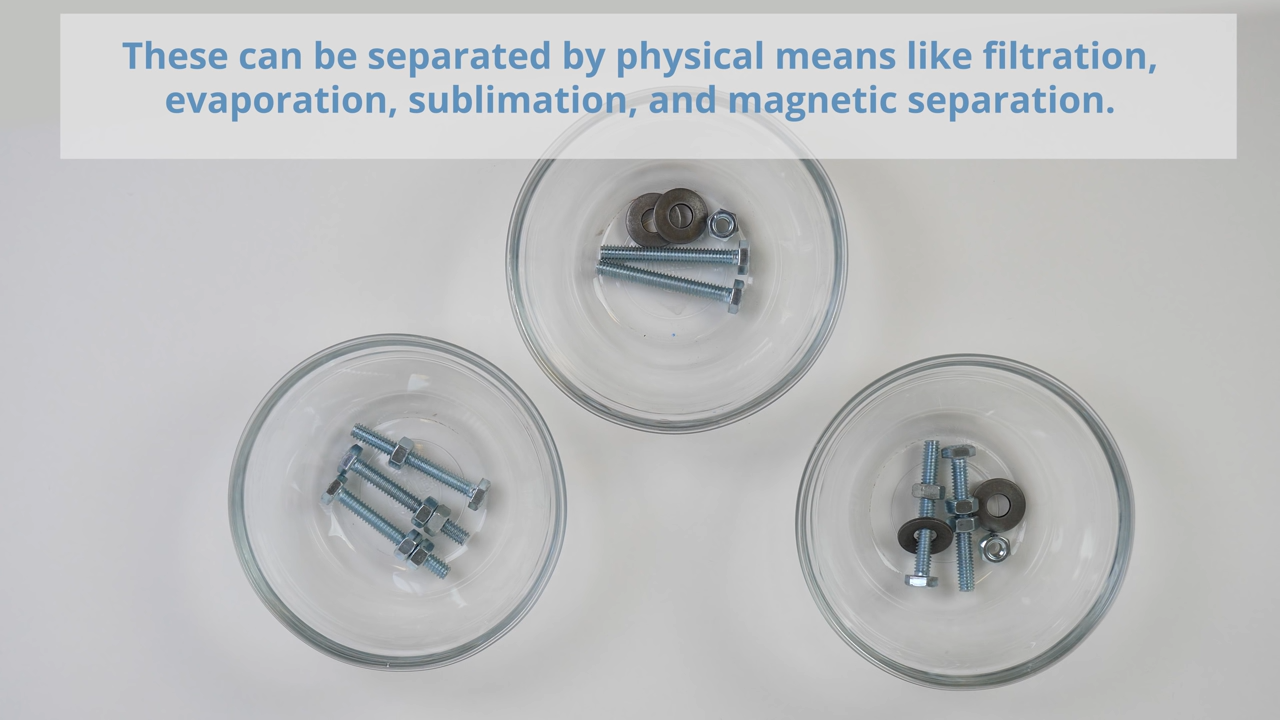 These can be separated by physical means like filtration,
evaporation, sublimation, and magnetic separation.